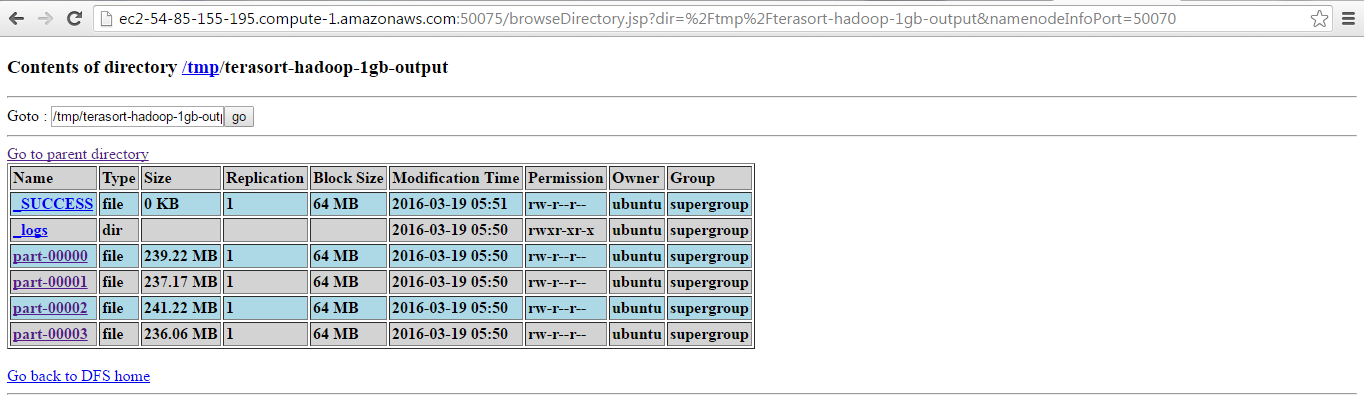 ec2-54-85-155-195.compute-1.amazonaws.com:50075/browseDirectory.jsp?dir=%2Ftmp%2Fterasort-hadoop-1gb-output&namenodeInfoPort=50070
Contents of directory /tmp/terasort-hadoop-1gb-output
Goto : /tmp/terasort-hadoop-1gb-outp go
Go to parent directory
Name Type Size Replication Block Size Modification Time Permission Owner Group
_SUCCESS file 0 KB 1 64 MB 2016-03-19 05:51 rw-r--r-- ubuntu supergroup
_logs dir 2016-03-19 05:50 rwxr-xr-x ubuntu supergroup
part-00000 file 239.22 MB 1 64 MB 2016-03-19 05:50 rw-r--r-- ubuntu supergroup
part-00001 file 237.17 MB 1 64 MB 2016-03-19 05:50 rw-r--r-- ubuntu supergroup
part-00002 file 241.22 MB 1 64 MB 2016-03-19 05:50 rw-r--r-- ubuntu supergroup
part-00003 file 236.06 MB 1 64 MB 2016-03-19 05:50 rw-r--r-- ubuntu supergroup
Go back to DFS home